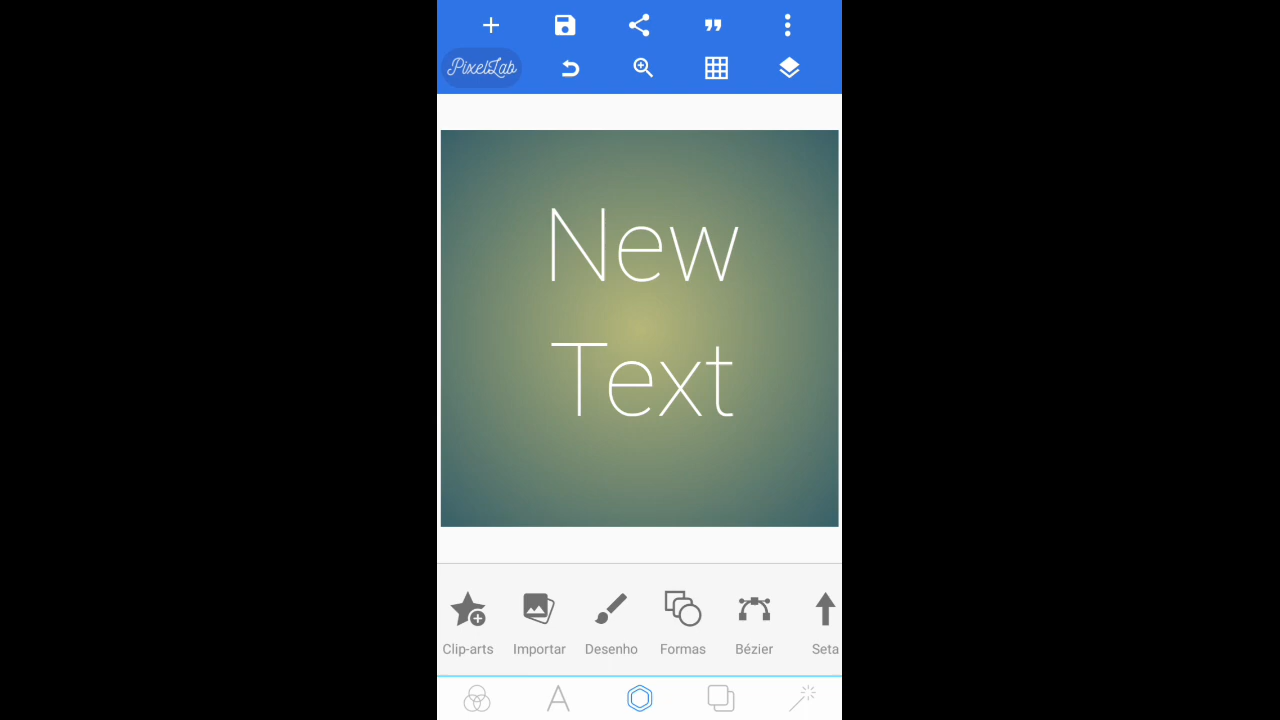 PixelLab
New
Text
Clip-arts
Importar
Desenho
Formas
Bézier
Seta